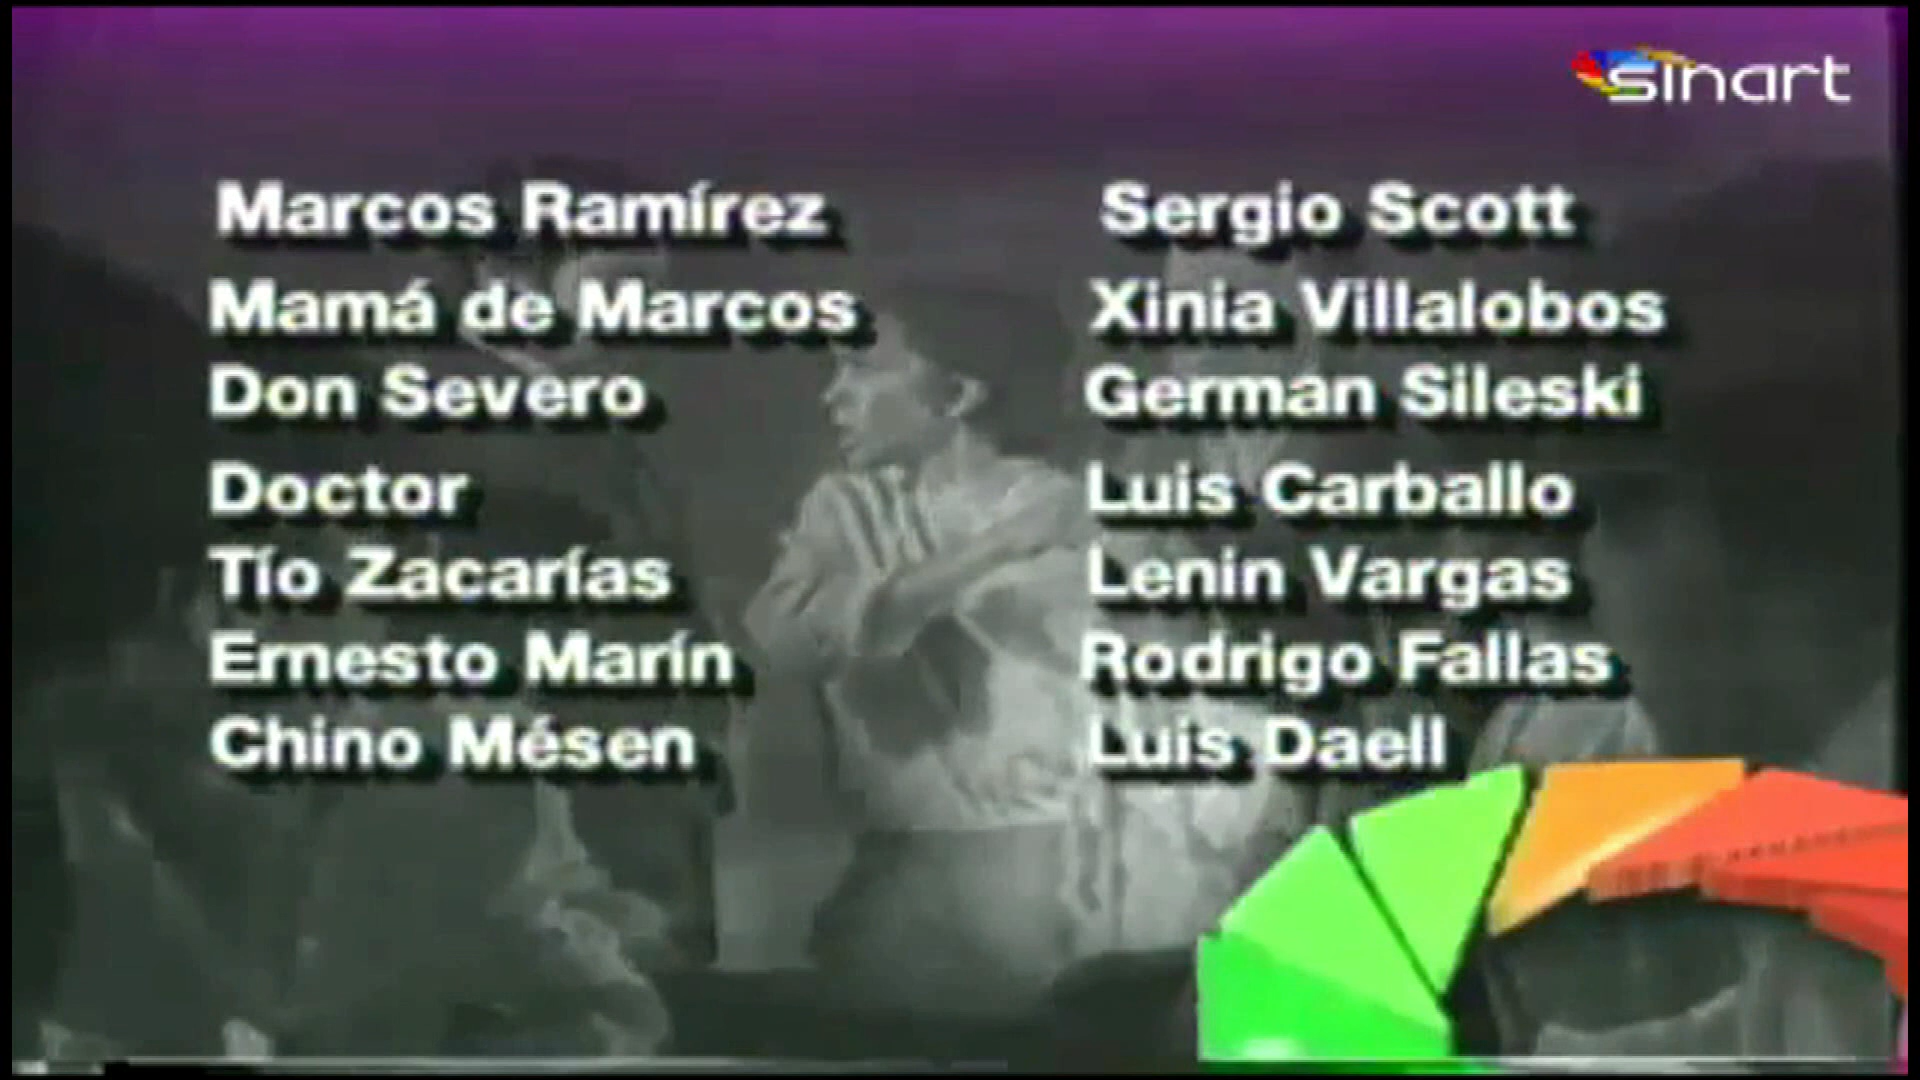 sinart
Marcos Ramírez Sergio Scott
Mamá de Marcos Xinia Villalobos
Don Severo German Sileski
Doctor Luis Carballo
Tío Zacarías Lenin Vargas
Ernesto Marín Rodrigo Fallas
Chino Mésen Luis Daell